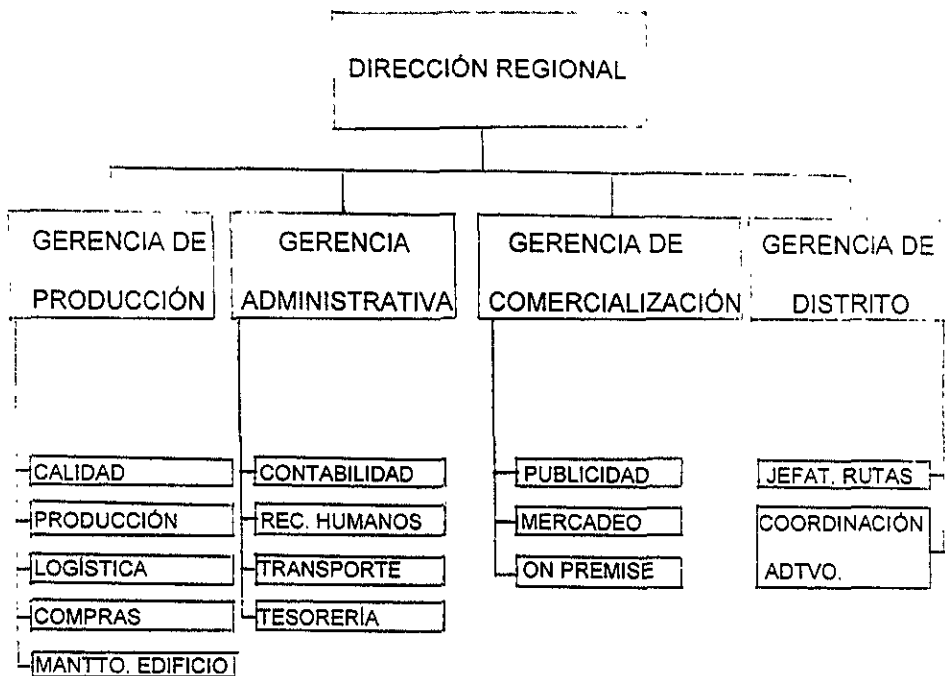 DIRECCIÓN REGIONAL
GERENCIA DE
PRODUCCIÓN
GERENCIA
ADMINISTRATIVA
GERENCIA DE
COMERCIALIZACIÓN
GERENCIA DE
DISTRITO
CALIDAD
PRODUCCIÓN
LOGÍSTICA
COMPRAS
MANTTO. EDIFICIO
CONTABILIDAD
REC. HUMANOS
TRANSPORTE
TESORERÍA
PUBLICIDAD
MERCADEO
ON PREMISE
JEFAT. RUTAS
COORDINACIÓN
ADTVO.